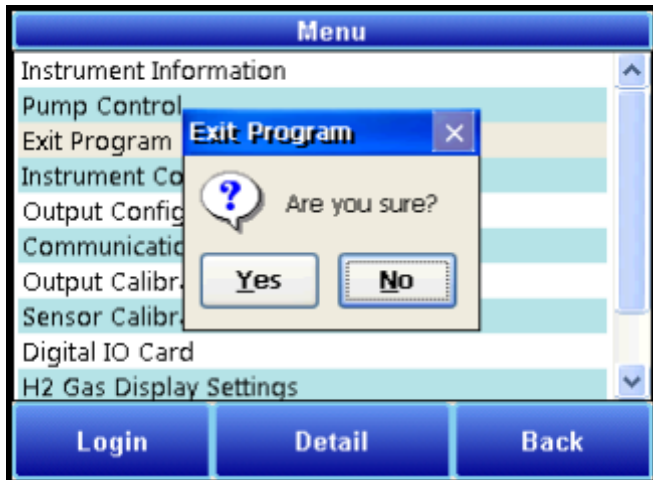 Menu
Instrument Information
Pump Control
Exit Program
Exit Program
Instrument Co
?
Are you sure?
Output Config
Communicatio
Yes
No
Output Calibr
Sensor Calibr
Digital IO Card
H2 Gas Display Settings
Login
Detail
Back